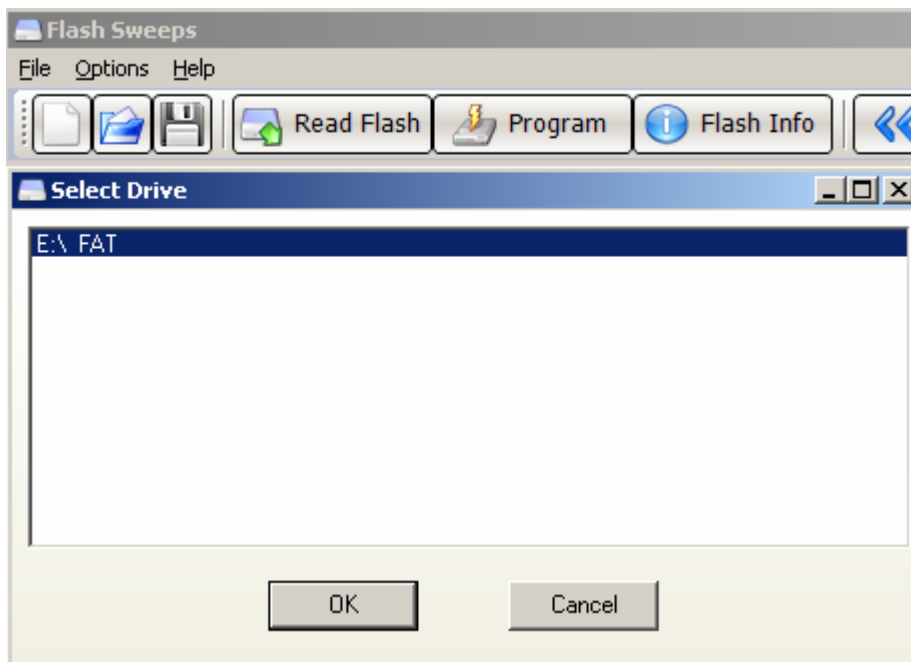 Flash Sweeps
File Options Help
Read Flash Program Flash Info
Select Drive
E:\ FAT
OK Cancel